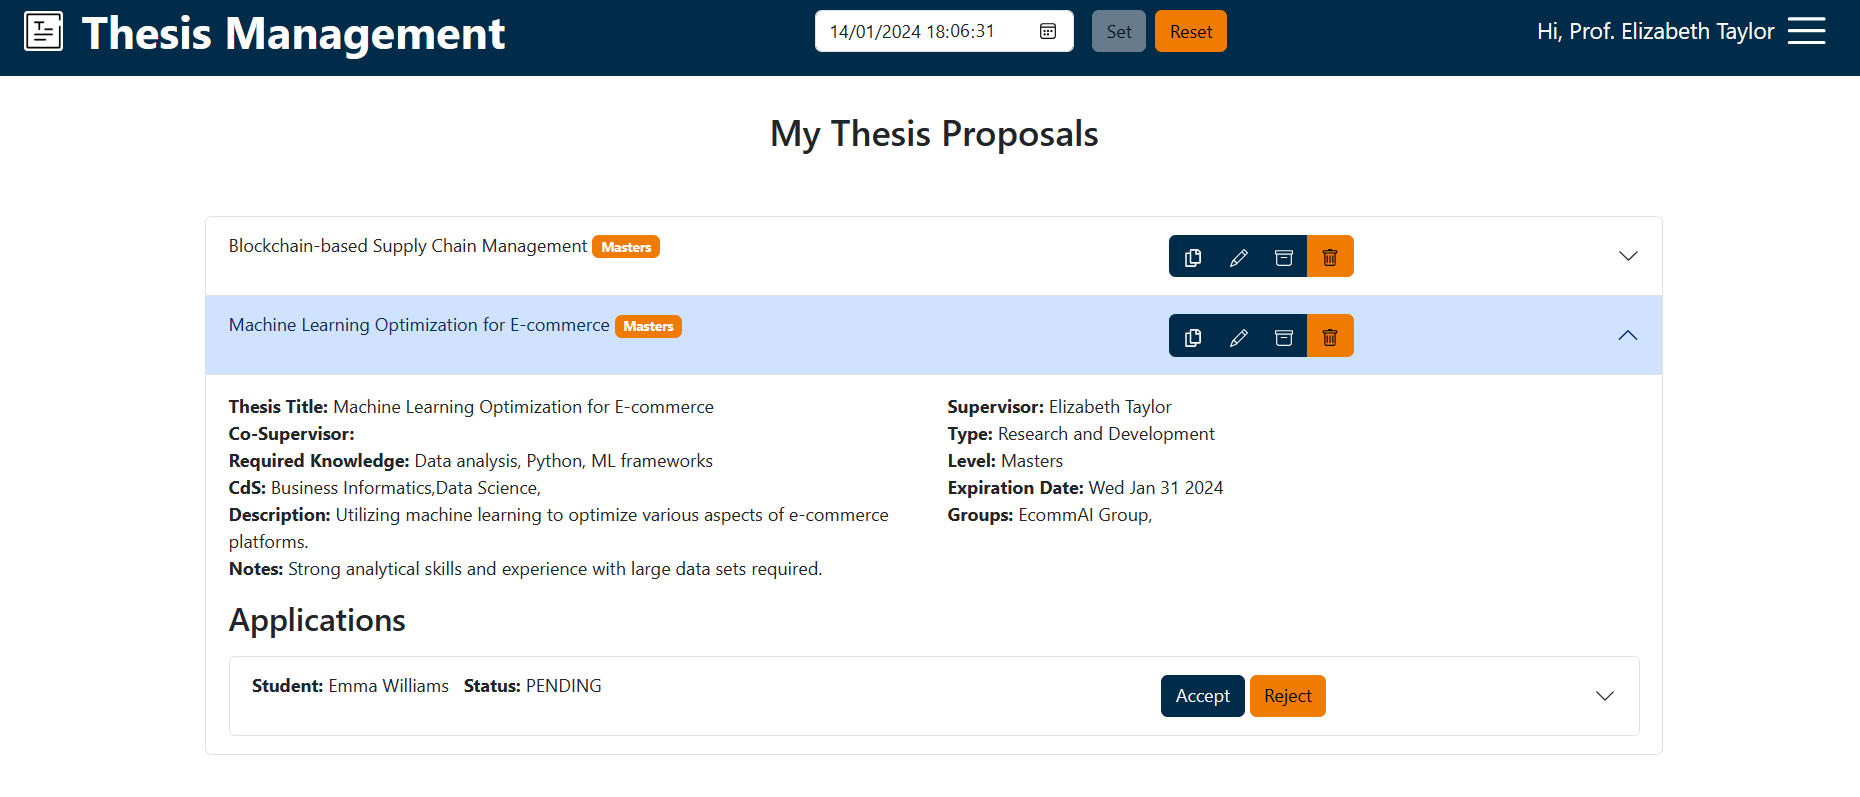 Thesis Management
14/01/2024 18:06:31
Set
Reset
Hi, Prof. Elizabeth Taylor
My Thesis Proposals
Blockchain-based Supply Chain Management Masters
Machine Learning Optimization for E-commerce Masters
Thesis Title: Machine Learning Optimization for E-commerce
Co-Supervisor:
Required Knowledge: Data analysis, Python, ML frameworks
CdS: Business Informatics,Data Science,
Description: Utilizing machine learning to optimize various aspects of e-commerce
platforms.
Notes: Strong analytical skills and experience with large data sets required.
Supervisor: Elizabeth Taylor
Type: Research and Development
Level: Masters
Expiration Date: Wed Jan 31 2024
Groups: EcommAI Group,
Applications
Student: Emma Williams Status: PENDING
Accept
Reject